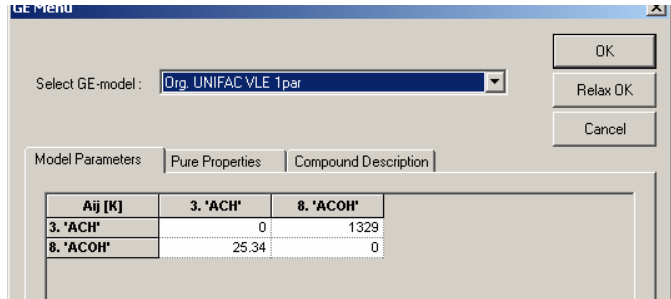 GE Menu
OK
Select GE-model : Org. UNIFAC VLE 1par
Relax OK
Cancel
Model Parameters Pure Properties Compound Description
Aij [K] 3. 'ACH' 8. 'ACOH'
3. 'ACH' 0 1329
8. 'ACOH' 25.34 0